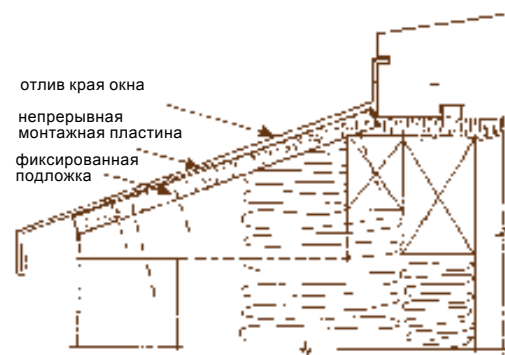 отлив края окна
непрерывная
монтажная пластина
фиксированная
подложка